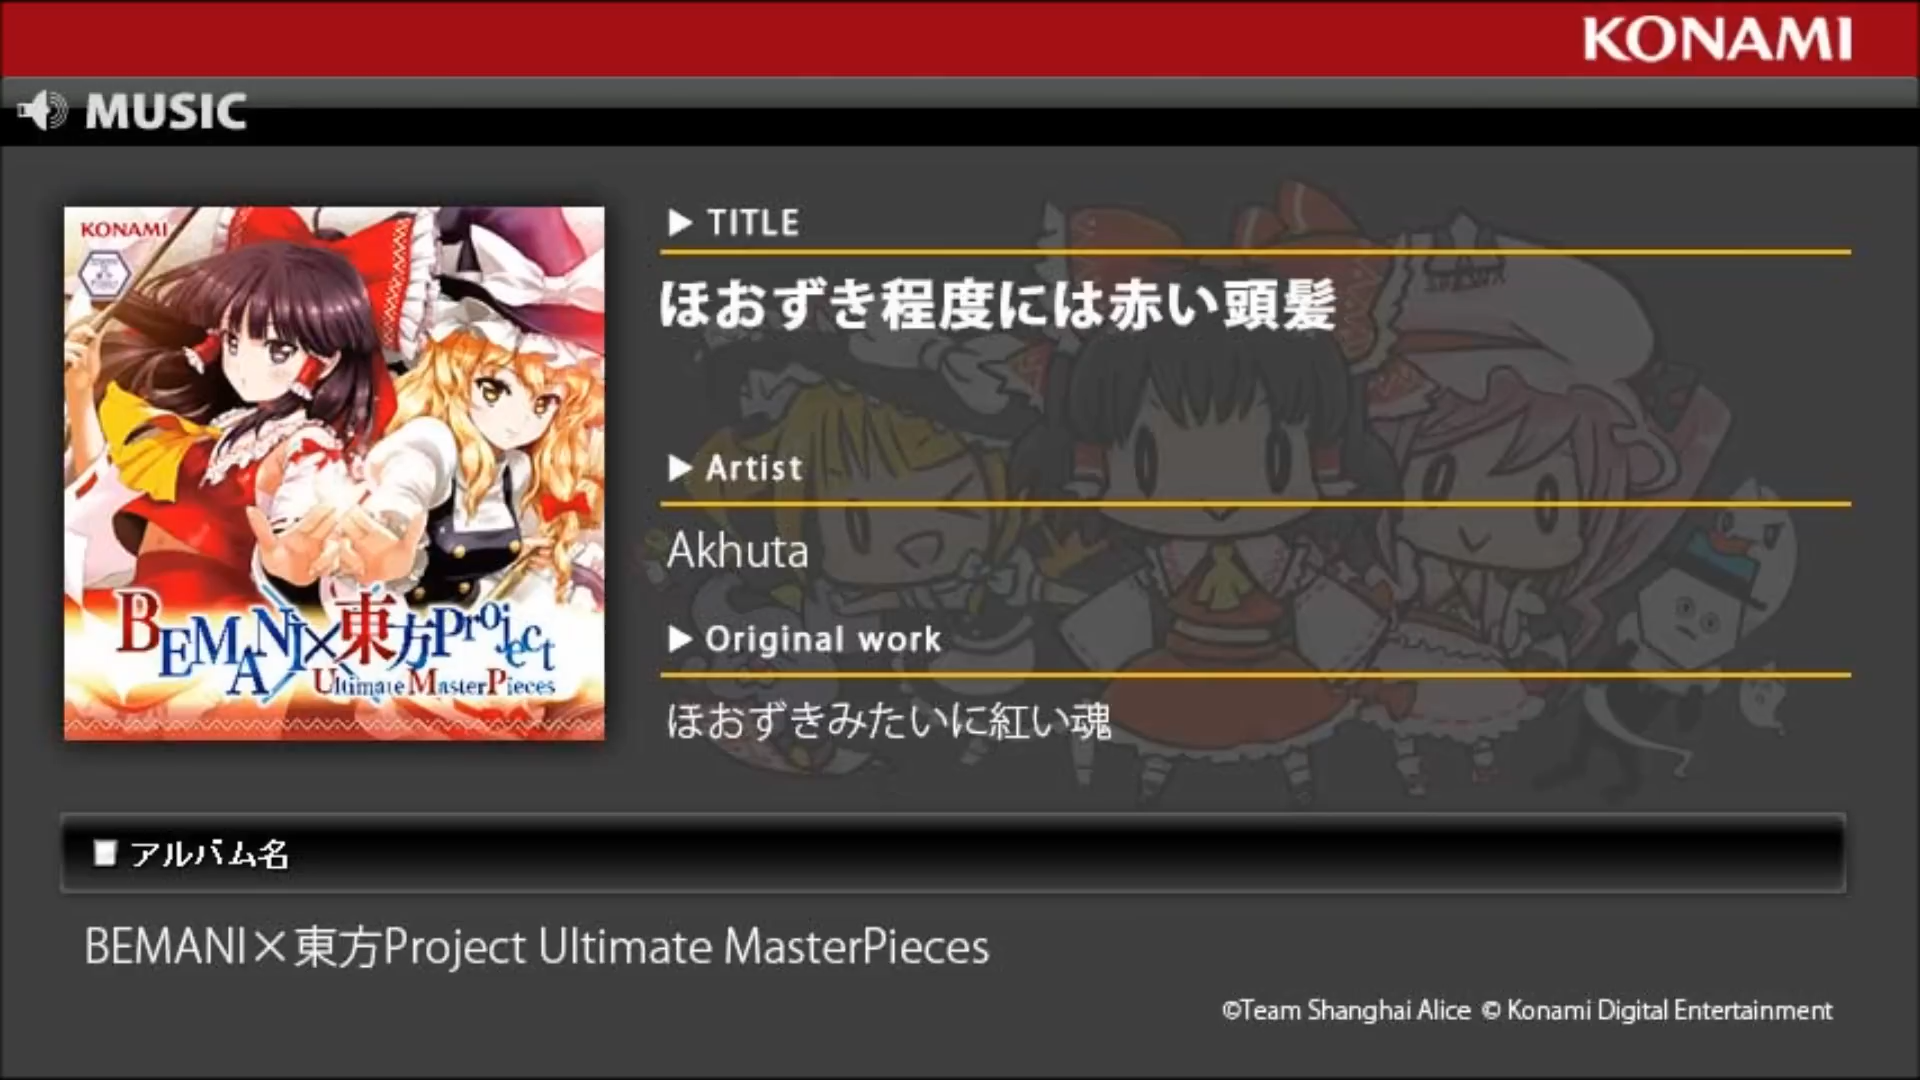 KONAMI
MUSIC
KONAMI
BEMANI×東方Project
Ultimate MasterPieces
▶ TITLE
ほおずき程度には赤い頭髪
▶ Artist
Akhuta
▶ Original work
ほおずきみたいに紅い魂
■ アルバム名
BEMANI×東方Project Ultimate MasterPieces
©Team Shanghai Alice © Konami Digital Entertainment